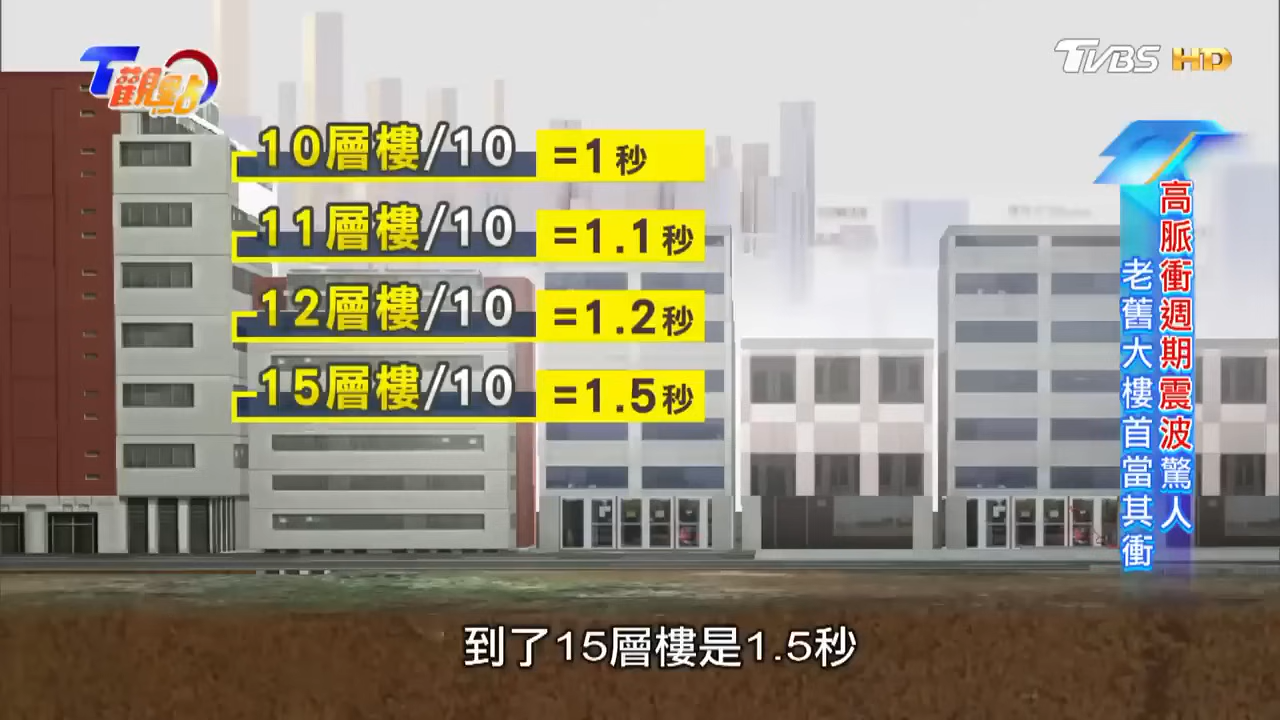 T觀點
TVBS HD
10層樓/10 =1秒
11層樓/10 =1.1秒
12層樓/10 =1.2秒
15層樓/10 =1.5秒
高脈衝週期震波驚人
老舊大樓首當其衝
到了15層樓是1.5秒